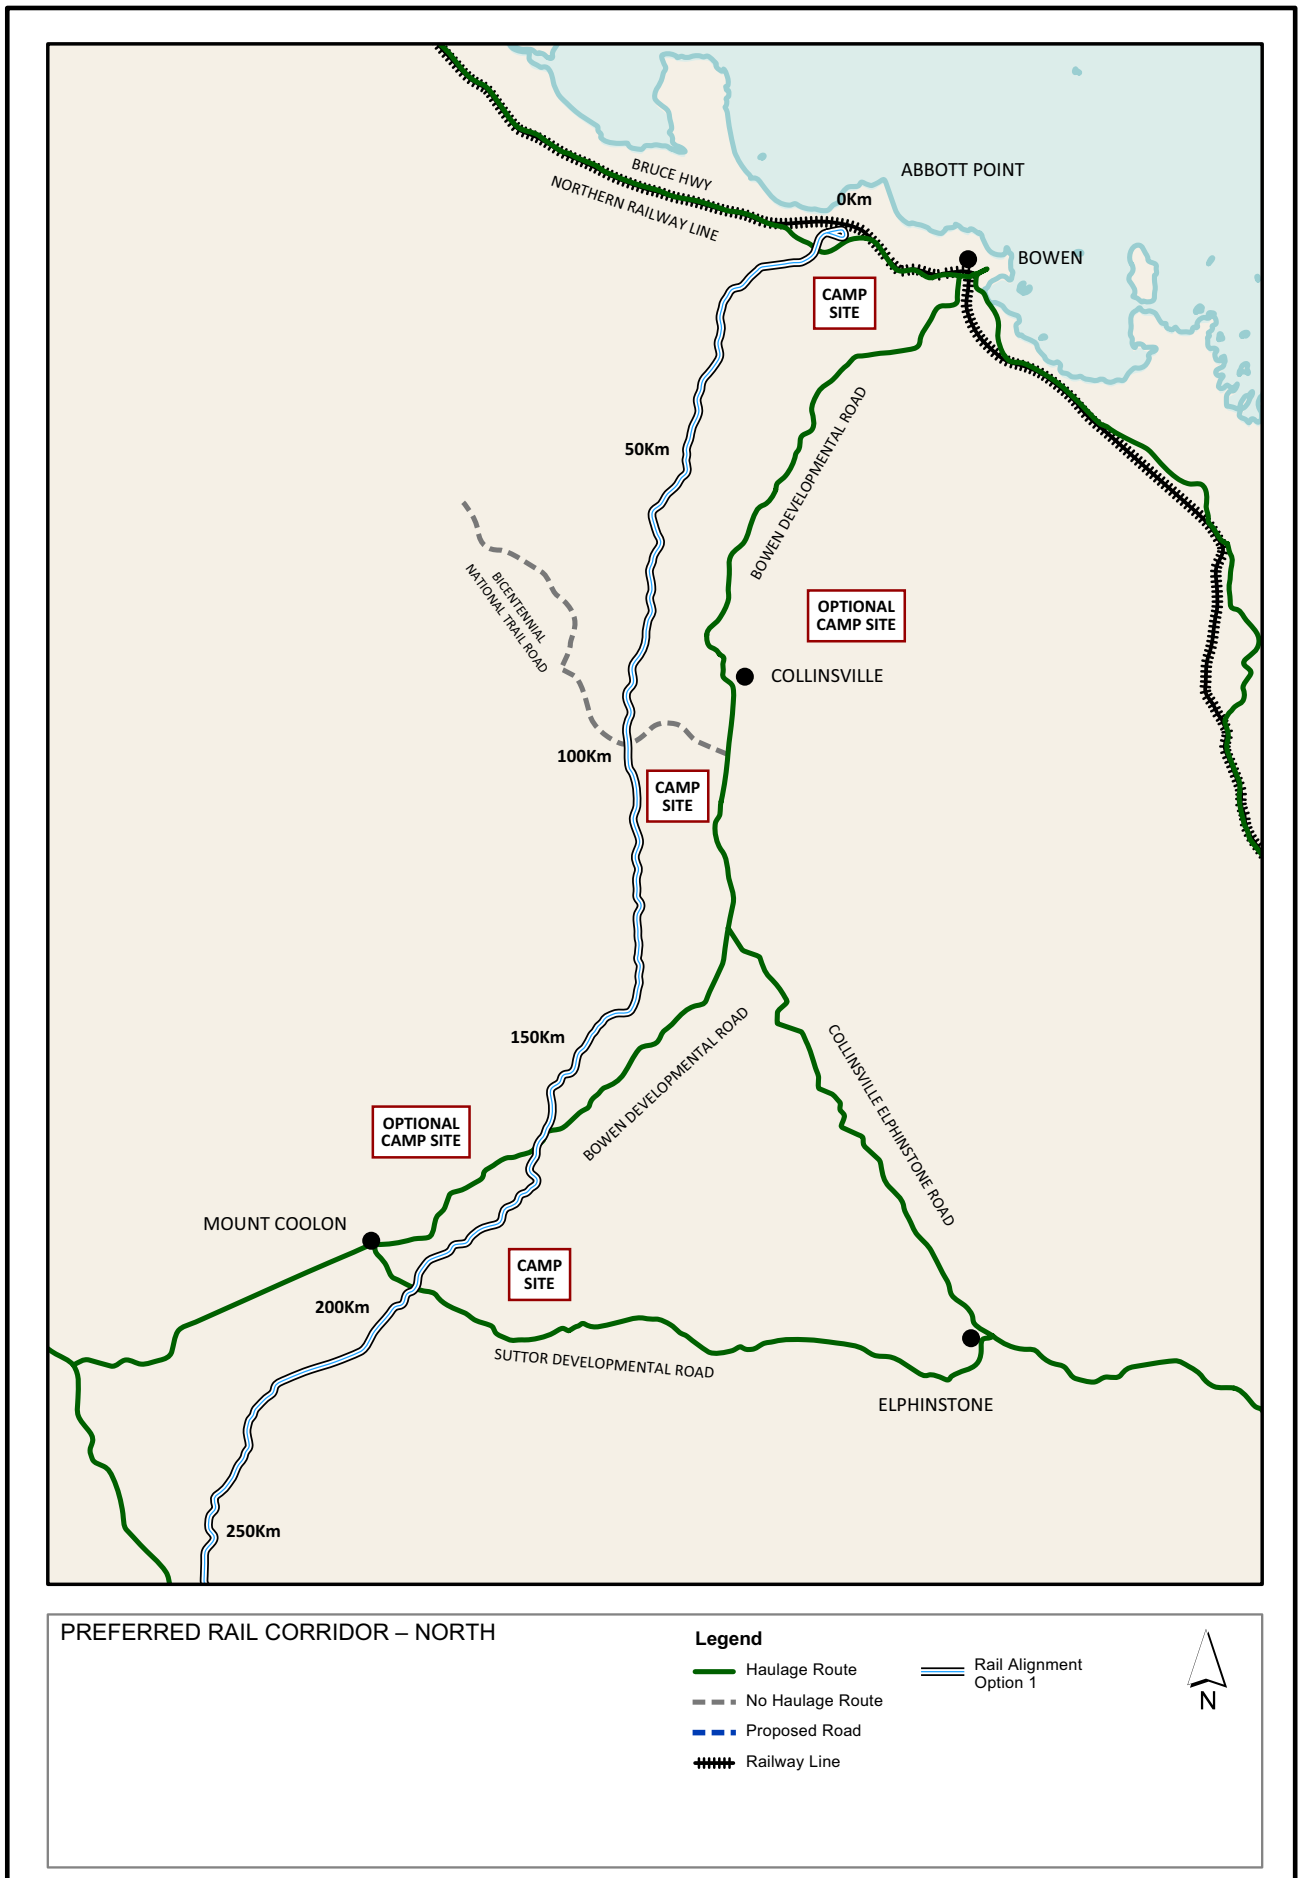 BRUCE HWY
NORTHERN RAILWAY LINE
ABBOTT POINT
0Km
BOWEN
CAMP
SITE
BOWEN DEVELOPMENTAL ROAD
50Km
BICENTENNIAL
NATIONAL TRAIL ROAD
OPTIONAL
CAMP SITE
COLLINSVILLE
100Km
CAMP
SITE
150Km
BOWEN DEVELOPMENTAL ROAD
COLLINSVILLE ELPHINSTONE ROAD
OPTIONAL
CAMP SITE
MOUNT COOLON
CAMP
SITE
200Km
SUTTOR DEVELOPMENTAL ROAD
ELPHINSTONE
250Km
PREFERRED RAIL CORRIDOR – NORTH
Legend
Haulage Route
No Haulage Route
Proposed Road
Railway Line
Rail Alignment
Option 1
N